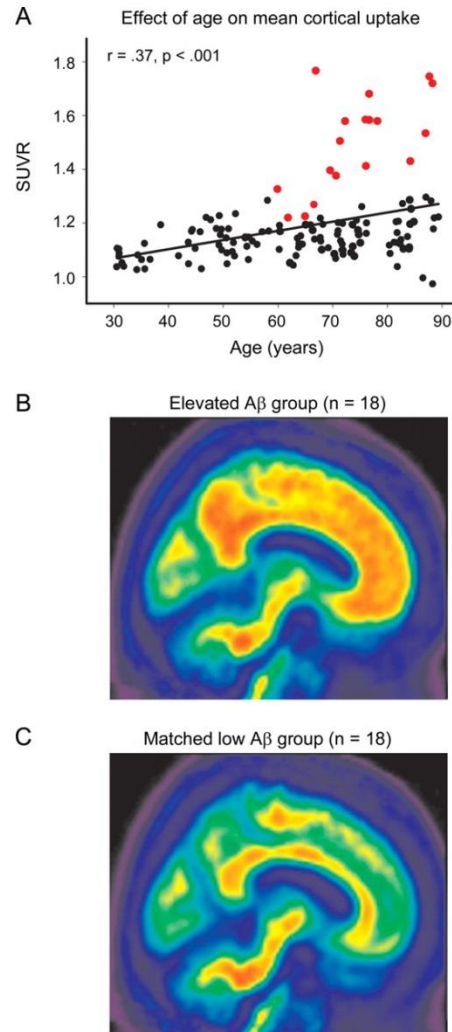 A
Effect of age on mean cortical uptake
r = .37, p < .001
SUVR
1.8
1.6
1.4
1.2
1.0
30 40 50 60 70 80 90
Age (years)
B
Elevated Aβ group (n = 18)
C
Matched low Aβ group (n = 18)